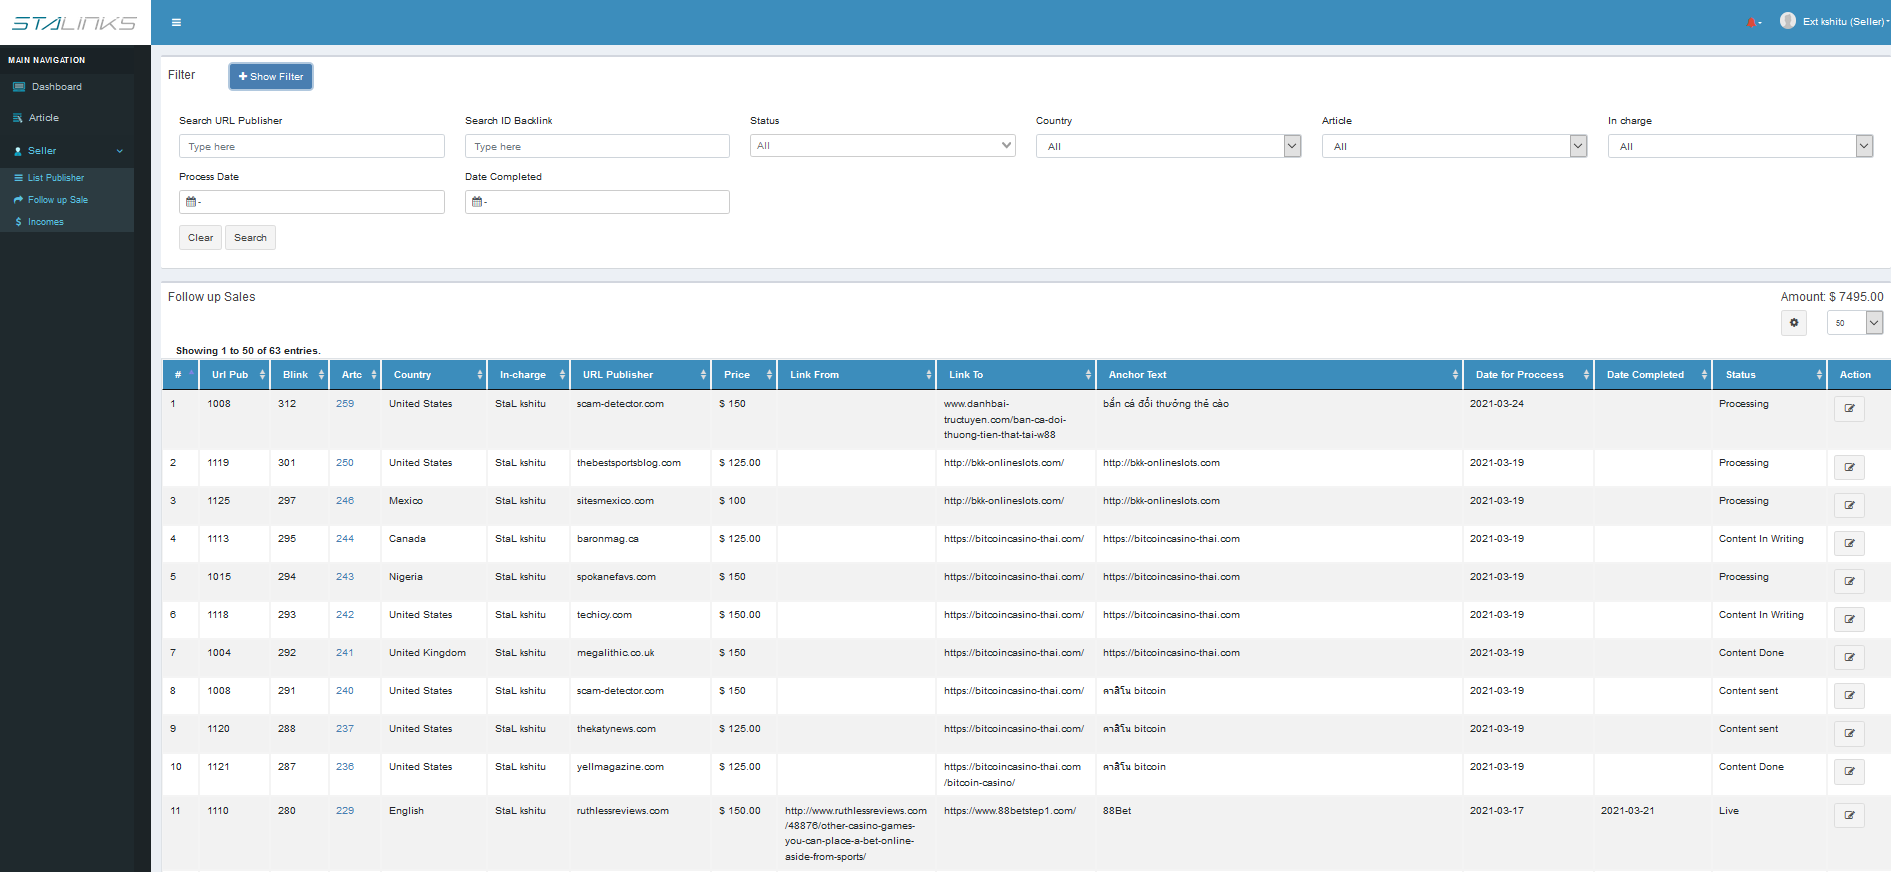 STALINKS
Ext kshitu (Seller)
MAIN NAVIGATION
Dashboard
Article
Seller
List Publisher
Follow up Sale
Incomes
Filter
Show Filter
Search URL Publisher
Search ID Backlink
Status
Country
Article
In charge
Type here
Type here
All
All
All
All
Process Date
Date Completed
-
-
Clear
Search
Follow up Sales
Amount: $ 7495.00
50
Showing 1 to 50 of 63 entries.
# Url Pub Blink Artc Country In-charge URL Publisher Price Link From Link To Anchor Text Date for Proccess Date Completed Status Action
1 1008 312 259 United States StaL kshitu scam-detector.com $ 150 www.danhbai- bắn cá đổi thưởng thẻ cào 2021-03-24 Processing
tructuyen.com/ban-ca-doi-
thuong-tien-that-tai-w88
2 1119 301 250 United States StaL kshitu thebestsportsblog.com $ 125.00 http://bkk-onlineslots.com/ http://bkk-onlineslots.com 2021-03-19 Processing
3 1125 297 246 Mexico StaL kshitu sitesmexico.com $ 100 http://bkk-onlineslots.com/ http://bkk-onlineslots.com 2021-03-19 Processing
4 1113 295 244 Canada StaL kshitu baronmag.ca $ 125.00 https://bitcoincasino-thai.com/ https://bitcoincasino-thai.com 2021-03-19 Content In Writing
5 1015 294 243 Nigeria StaL kshitu spokanefavs.com $ 150 https://bitcoincasino-thai.com/ https://bitcoincasino-thai.com 2021-03-19 Processing
6 1118 293 242 United States StaL kshitu techicy.com $ 150.00 https://bitcoincasino-thai.com/ https://bitcoincasino-thai.com 2021-03-19 Content In Writing
7 1004 292 241 United Kingdom StaL kshitu megalithic.co.uk $ 150 https://bitcoincasino-thai.com/ https://bitcoincasino-thai.com 2021-03-19 Content Done
8 1008 291 240 United States StaL kshitu scam-detector.com $ 150 https://bitcoincasino-thai.com/ คาสิโน bitcoin 2021-03-19 Content sent
9 1120 288 237 United States StaL kshitu thekatynews.com $ 125.00 https://bitcoincasino-thai.com/ คาสิโน bitcoin 2021-03-19 Content sent
10 1121 287 236 United States StaL kshitu yellmagazine.com $ 125.00 https://bitcoincasino-thai.com คาสิโน bitcoin 2021-03-19 Content Done
/bitcoin-casino/
11 1110 280 229 English StaL kshitu ruthlessreviews.com $ 150.00 http://www.ruthlessreviews.com https://www.88betstep1.com/ 88Bet 2021-03-17 2021-03-21 Live
/48876/other-casino-games-
you-can-place-a-bet-online-
aside-from-sports/